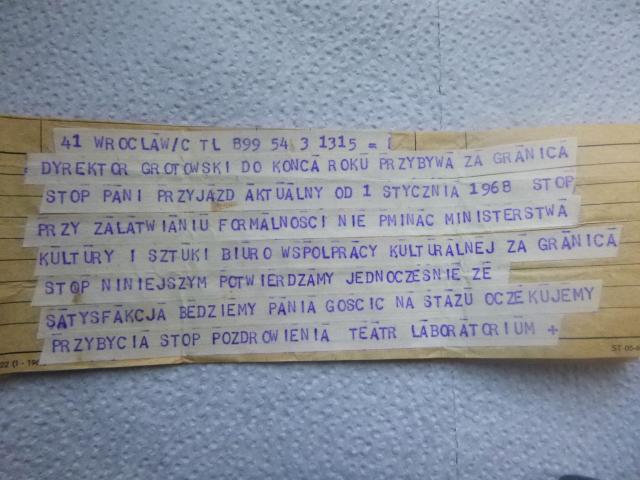 41 WROCLAW/C TL B99 54 3 1315 =
DYREKTOR GROTOWSKI DO KONCA ROKU PRZYBYWA ZA GRANICA
STOP PANI PRZYJAZD AKTUALNY OD 1 STYCZNIA 1968 STOP
PRZY ZALATWIANIU FORMALNOSCI NIE PMINAC MINISTERSTWA
KULTURY I SZTUKI BIURO WSPOLPRACY KULTURALNEJ ZA GRANICA
STOP NINIEJSZYM POTWIERDZAMY JEDNOCZESNIE ZE
SATYSFAKCJA BEDZIEMY PANIA GOSCIC NA STAZU OCZEKUJEMY
PRZYBYCIA STOP POZDROWIENIA TEATR LABORATORIUM +